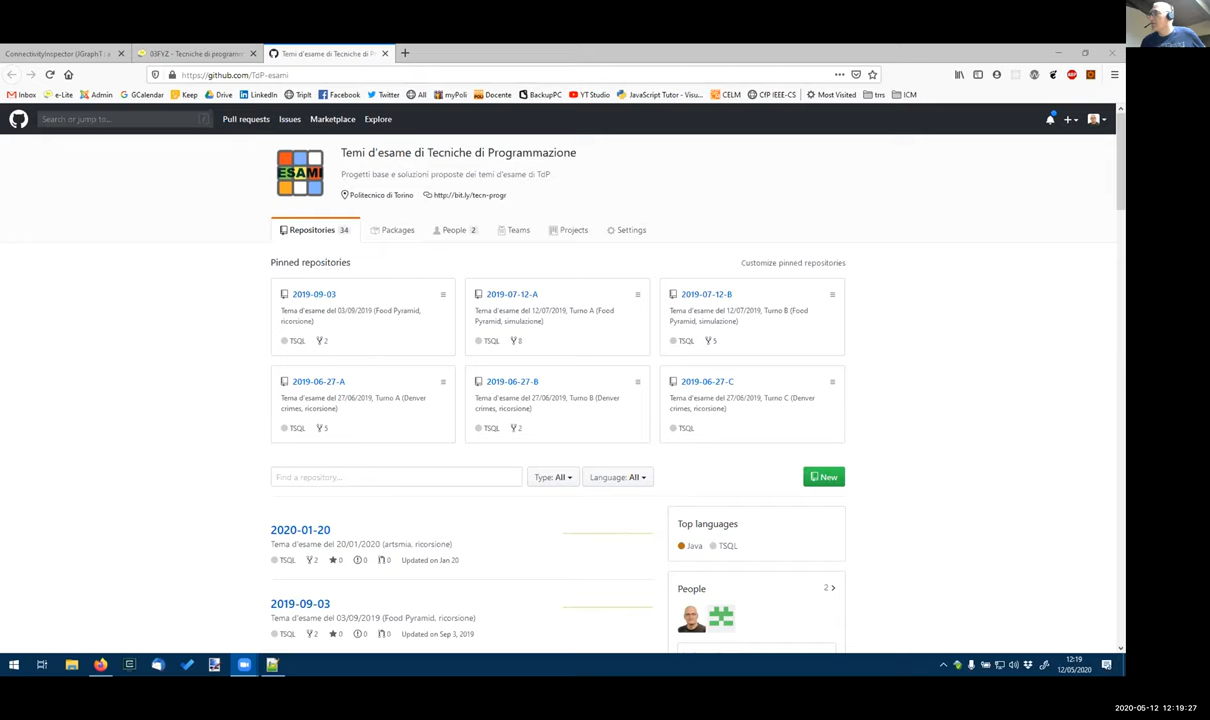 ConnectivityInspector (JGraphT :
03FYZ - Tecniche di programm
Temi d'esame di Tecniche di P
https://github.com/TdP-esami
Inbox
e-Lite
Admin
GCalendar
Keep
Drive
LinkedIn
TripIt
Facebook
Twitter
All
myPoli
Docente
BackupPC
YT Studio
JavaScript Tutor - Visu...
CELM
CfP IEEE-CS
Most Visited
tms
ICM
Search or jump to...
/
Pull requests
Issues
Marketplace
Explore
ESAMI
Temi d'esame di Tecniche di Programmazione
Progetti base e soluzioni proposte dei temi d'esame di TdP
Politecnico di Torino
http://bit.ly/tecn-progr
Repositories 34
Packages
People 2
Teams
Projects
Settings
Pinned repositories
Customize pinned repositories
2019-09-03
Tema d'esame del 03/09/2019 (Food Pyramid,
ricorsione)
TSQL 2
2019-07-12-A
Tema d'esame del 12/07/2019, Turno A (Food
Pyramid, simulazione)
TSQL 8
2019-07-12-B
Tema d'esame del 12/07/2019, Turno B (Food
Pyramid, simulazione)
TSQL 5
2019-06-27-A
Tema d'esame del 27/06/2019, Turno A (Denver
crimes, ricorsione)
TSQL 5
2019-06-27-B
Tema d'esame del 27/06/2019, Turno B (Denver
crimes, ricorsione)
TSQL 2
2019-06-27-C
Tema d'esame del 27/06/2019, Turno C (Denver
crimes, ricorsione)
TSQL
Find a repository...
Type: All
Language: All
New
2020-01-20
Tema d'esame del 20/01/2020 (artsmia, ricorsione)
TSQL 2 0 0 0 Updated on Jan 20
2019-09-03
Tema d'esame del 03/09/2019 (Food Pyramid, ricorsione)
TSQL 2 0 0 0 Updated on Sep 3, 2019
Top languages
Java TSQL
People
2
12:19
12/05/2020
2020-05-12 12:19:27